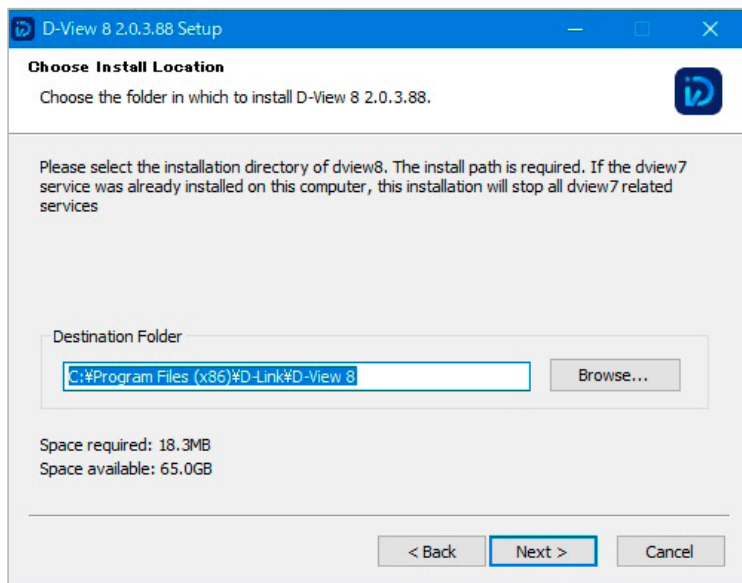 D-View 8 2.0.3.88 Setup
Choose Install Location
Choose the folder in which to install D-View 8 2.0.3.88.
Please select the installation directory of dview8. The install path is required. If the dview7
service was already installed on this computer, this installation will stop all dview7 related
services
Destination Folder
C:¥Program Files (x86)¥D-Link¥D-View 8
Browse...
Space required: 18.3MB
Space available: 65.0GB
< Back Next > Cancel